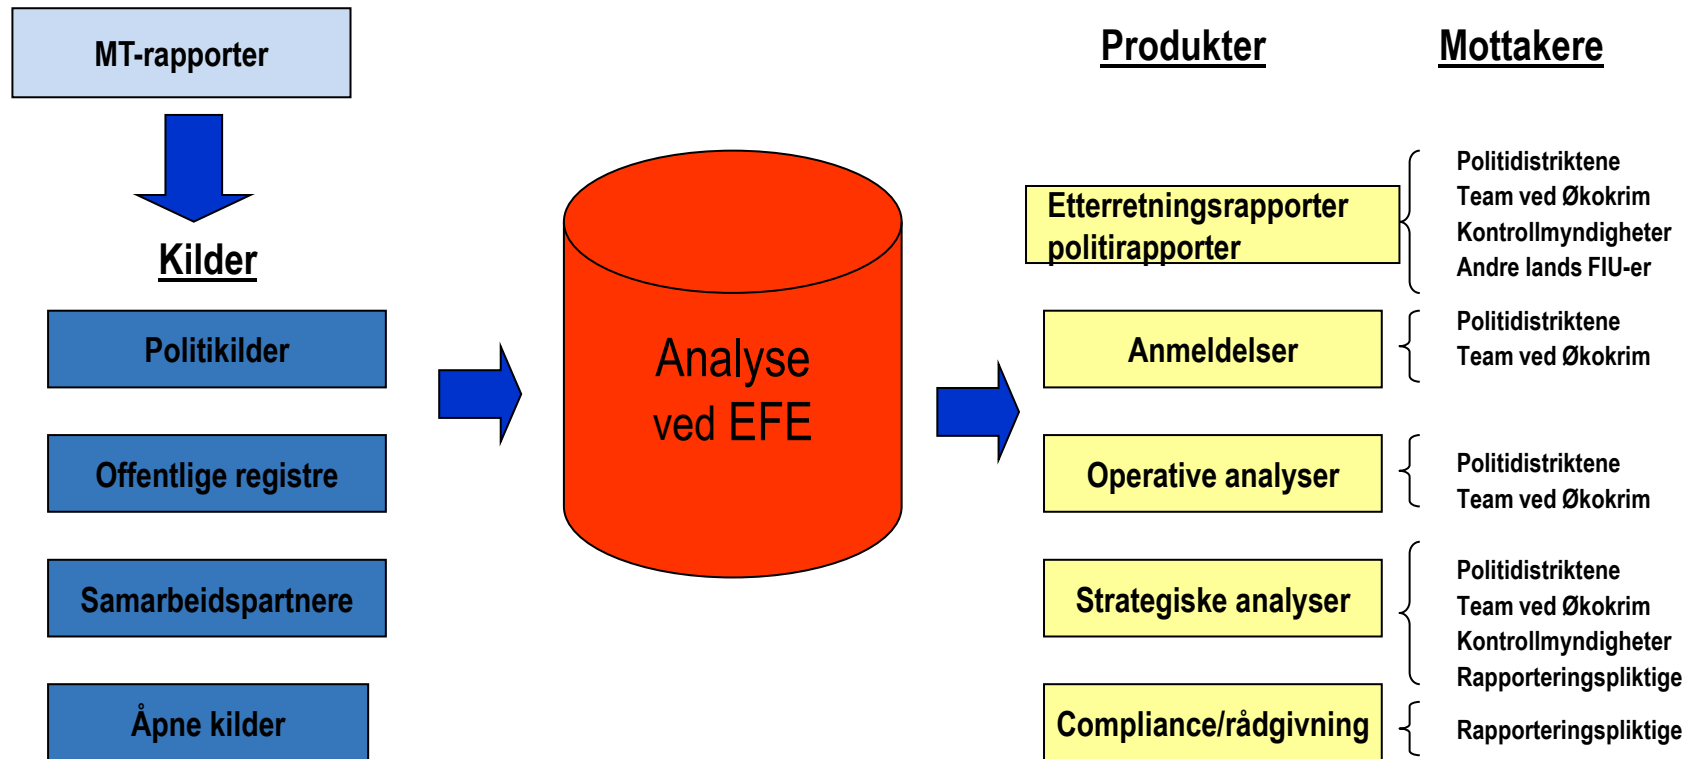 MT-rapporter
Kilder
Politikilder
Offentlige registre
Samarbeidspartnere
Åpne kilder
Analyse
ved EFE
Produkter
Mottakere
Etterretningsrapporter
politirapporter
Politidistriktene
Team ved Økokrim
Kontrollmyndigheter
Andre lands FIU-er
Anmeldelser
Politidistriktene
Team ved Økokrim
Operative analyser
Politidistriktene
Team ved Økokrim
Strategiske analyser
Politidistriktene
Team ved Økokrim
Kontrollmyndigheter
Rapporteringspliktige
Compliance/rådgivning
Rapporteringspliktige